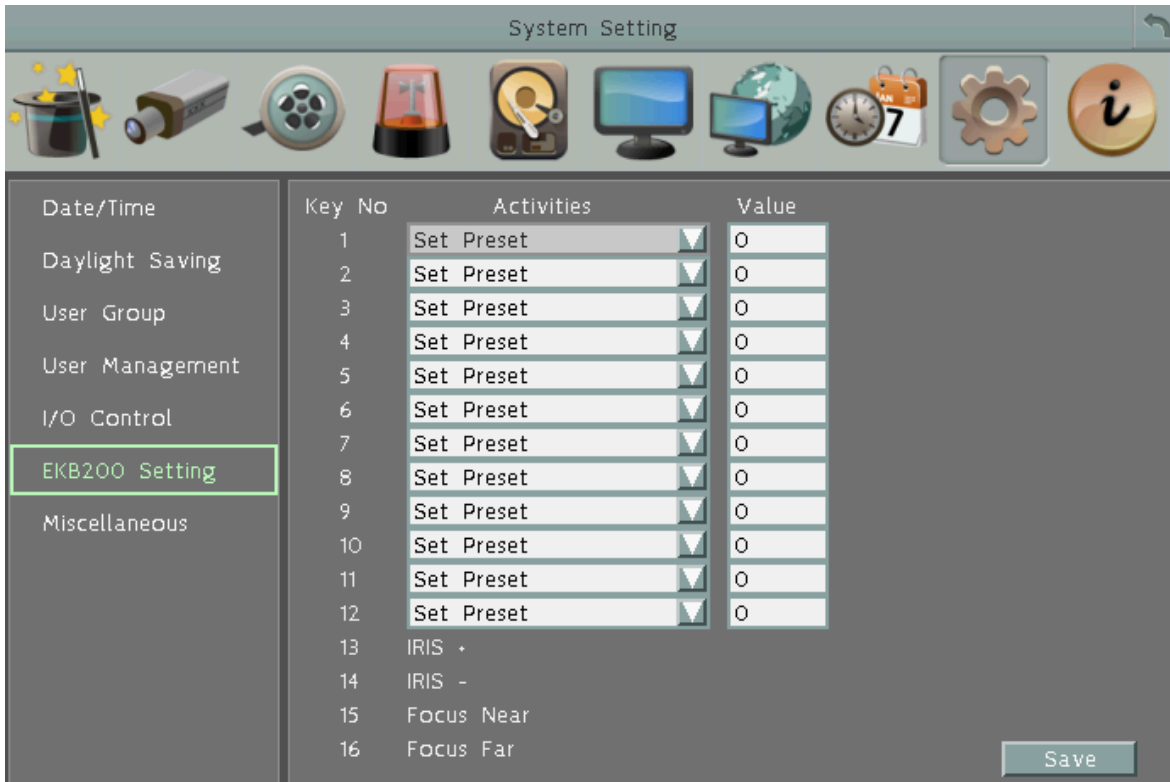 System Setting
JAN
7
i
Date/Time
Daylight Saving
User Group
User Management
I/O Control
EKB200 Setting
Miscellaneous
Key No Activities Value
1 Set Preset 0
2 Set Preset 0
3 Set Preset 0
4 Set Preset 0
5 Set Preset 0
6 Set Preset 0
7 Set Preset 0
8 Set Preset 0
9 Set Preset 0
10 Set Preset 0
11 Set Preset 0
12 Set Preset 0
13 IRIS +
14 IRIS -
15 Focus Near
16 Focus Far
Save